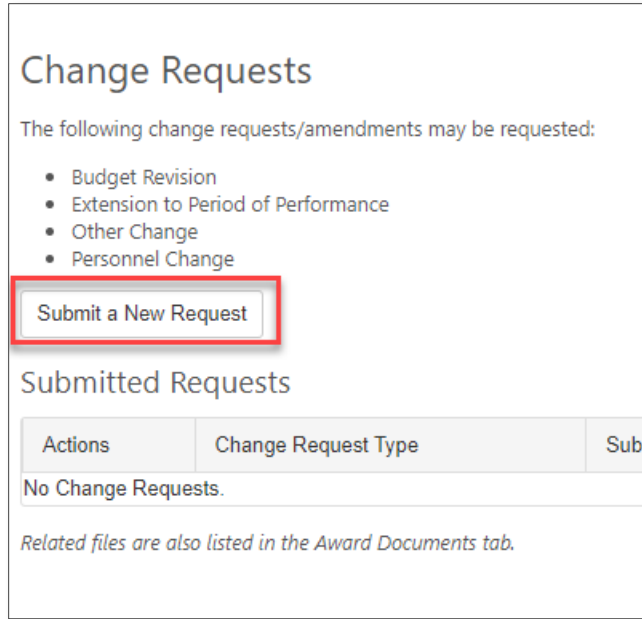 Change Requests
The following change requests/amendments may be requested:
Budget Revision
Extension to Period of Performance
Other Change
Personnel Change
Submit a New Request
Submitted Requests
Actions Change Request Type Sub
No Change Requests.
Related files are also listed in the Award Documents tab.